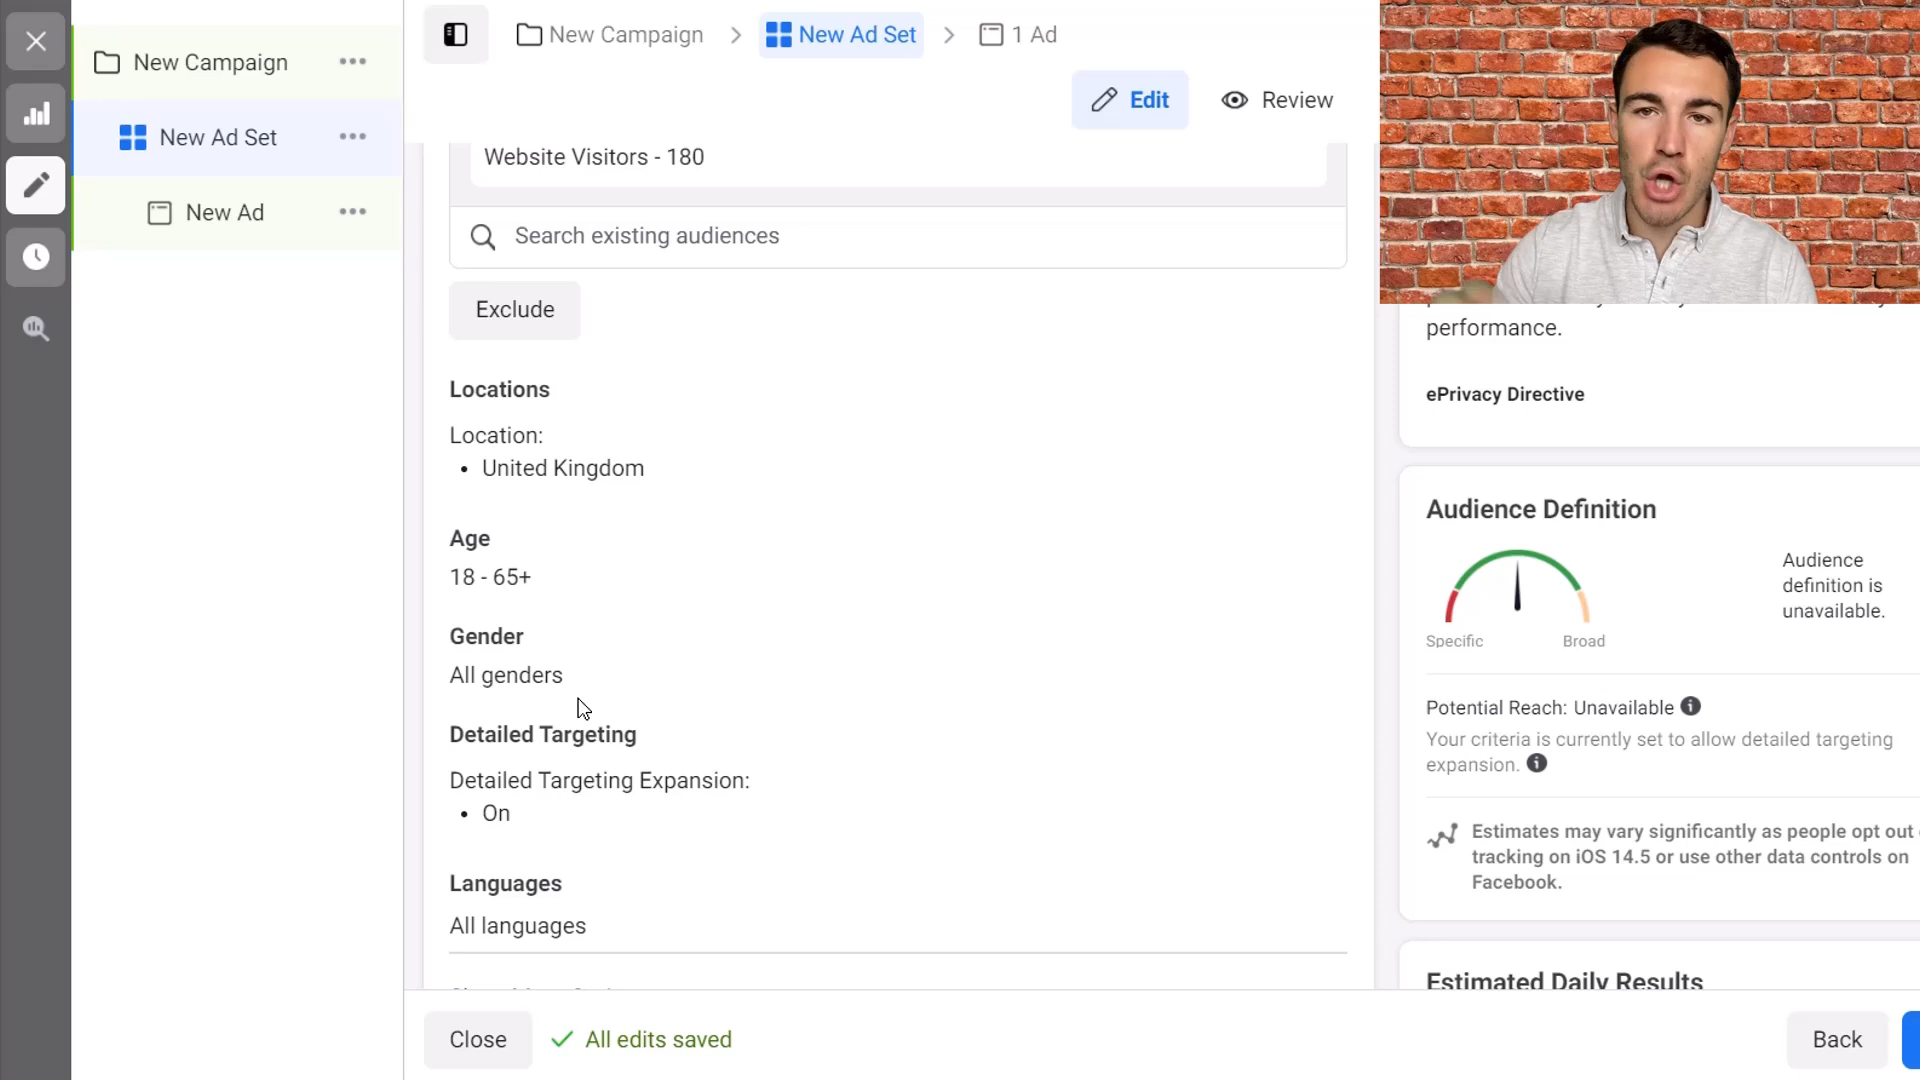 New Campaign
New Ad Set
New Ad
New Campaign
New Ad Set
1 Ad
Edit
Review
Website Visitors - 180
Search existing audiences
Exclude
Locations
Location:
• United Kingdom
Age
18 - 65+
Gender
All genders
Detailed Targeting
Detailed Targeting Expansion:
• On
Languages
All languages
Close
All edits saved
Back
performance.
ePrivacy Directive
Audience Definition
Audience
definition is
unavailable.
Specific
Broad
Potential Reach: Unavailable
Your criteria is currently set to allow detailed targeting
expansion.
Estimates may vary significantly as people opt out
tracking on iOS 14.5 or use other data controls on
Facebook.
Estimated Daily Results